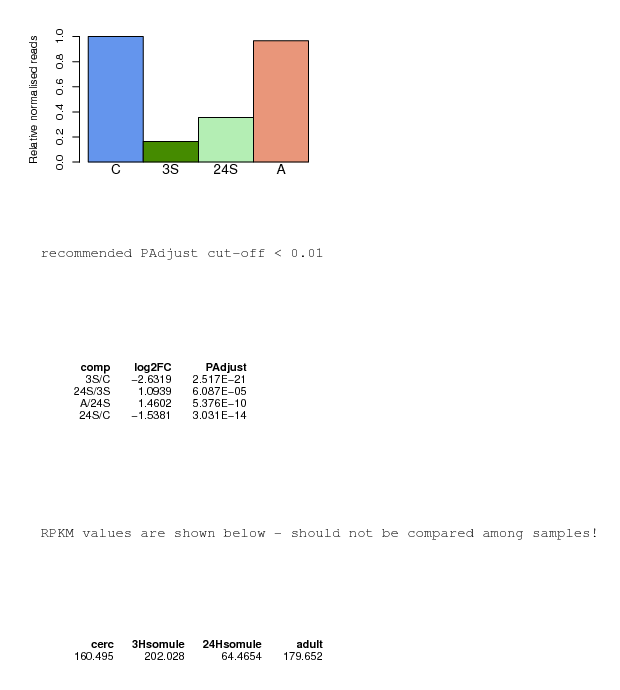 Relative normalised reads
1.0
0.8
0.6
0.4
0.2
0.0
C 3S 24S A
recommended PAdjust cut-off < 0.01
comp log2FC PAdjust
3S/C −2.6319 2.517E−21
24S/3S 1.0939 6.087E−05
A/24S 1.4602 5.376E−10
24S/C −1.5381 3.031E−14
RPKM values are shown below - should not be compared among samples!
cerc 3Hsomule 24Hsomule adult
160.495 202.028 64.4654 179.652